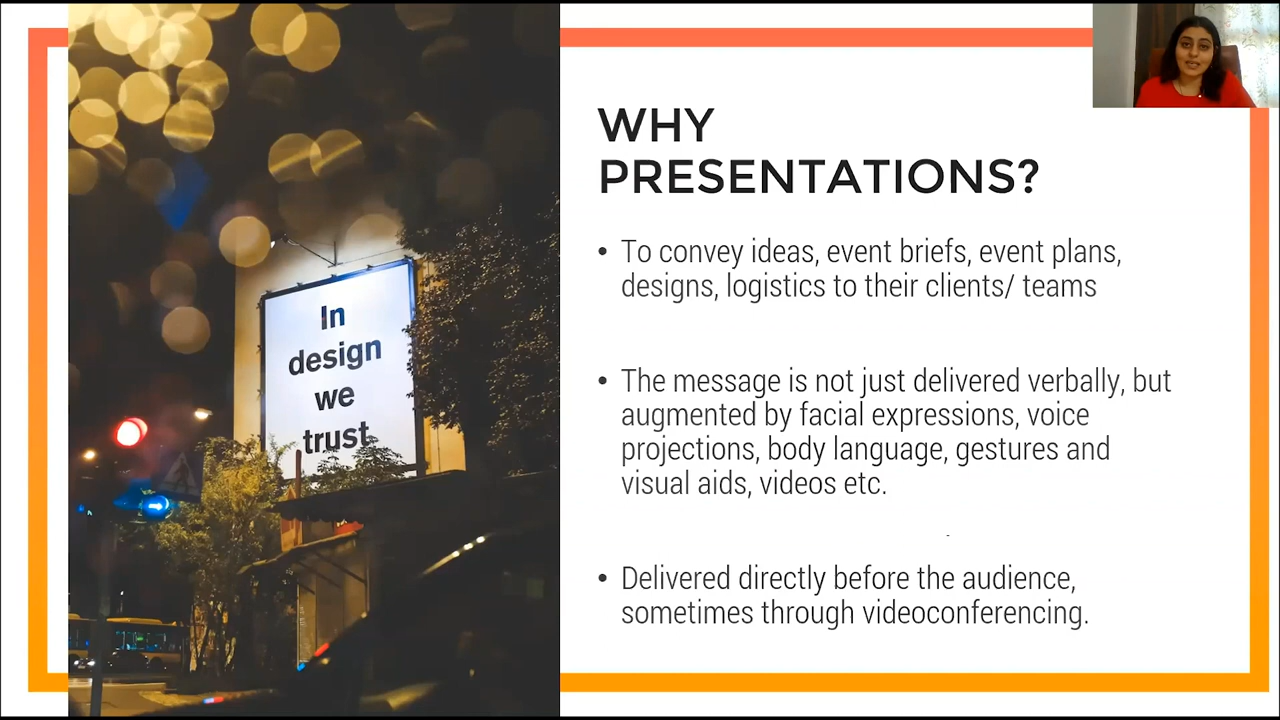 In
design
we
trust
WHY
PRESENTATIONS?
• To convey ideas, event briefs, event plans,
designs, logistics to their clients/ teams
• The message is not just delivered verbally, but
augmented by facial expressions, voice
projections, body language, gestures and
visual aids, videos etc.
• Delivered directly before the audience,
sometimes through videoconferencing.